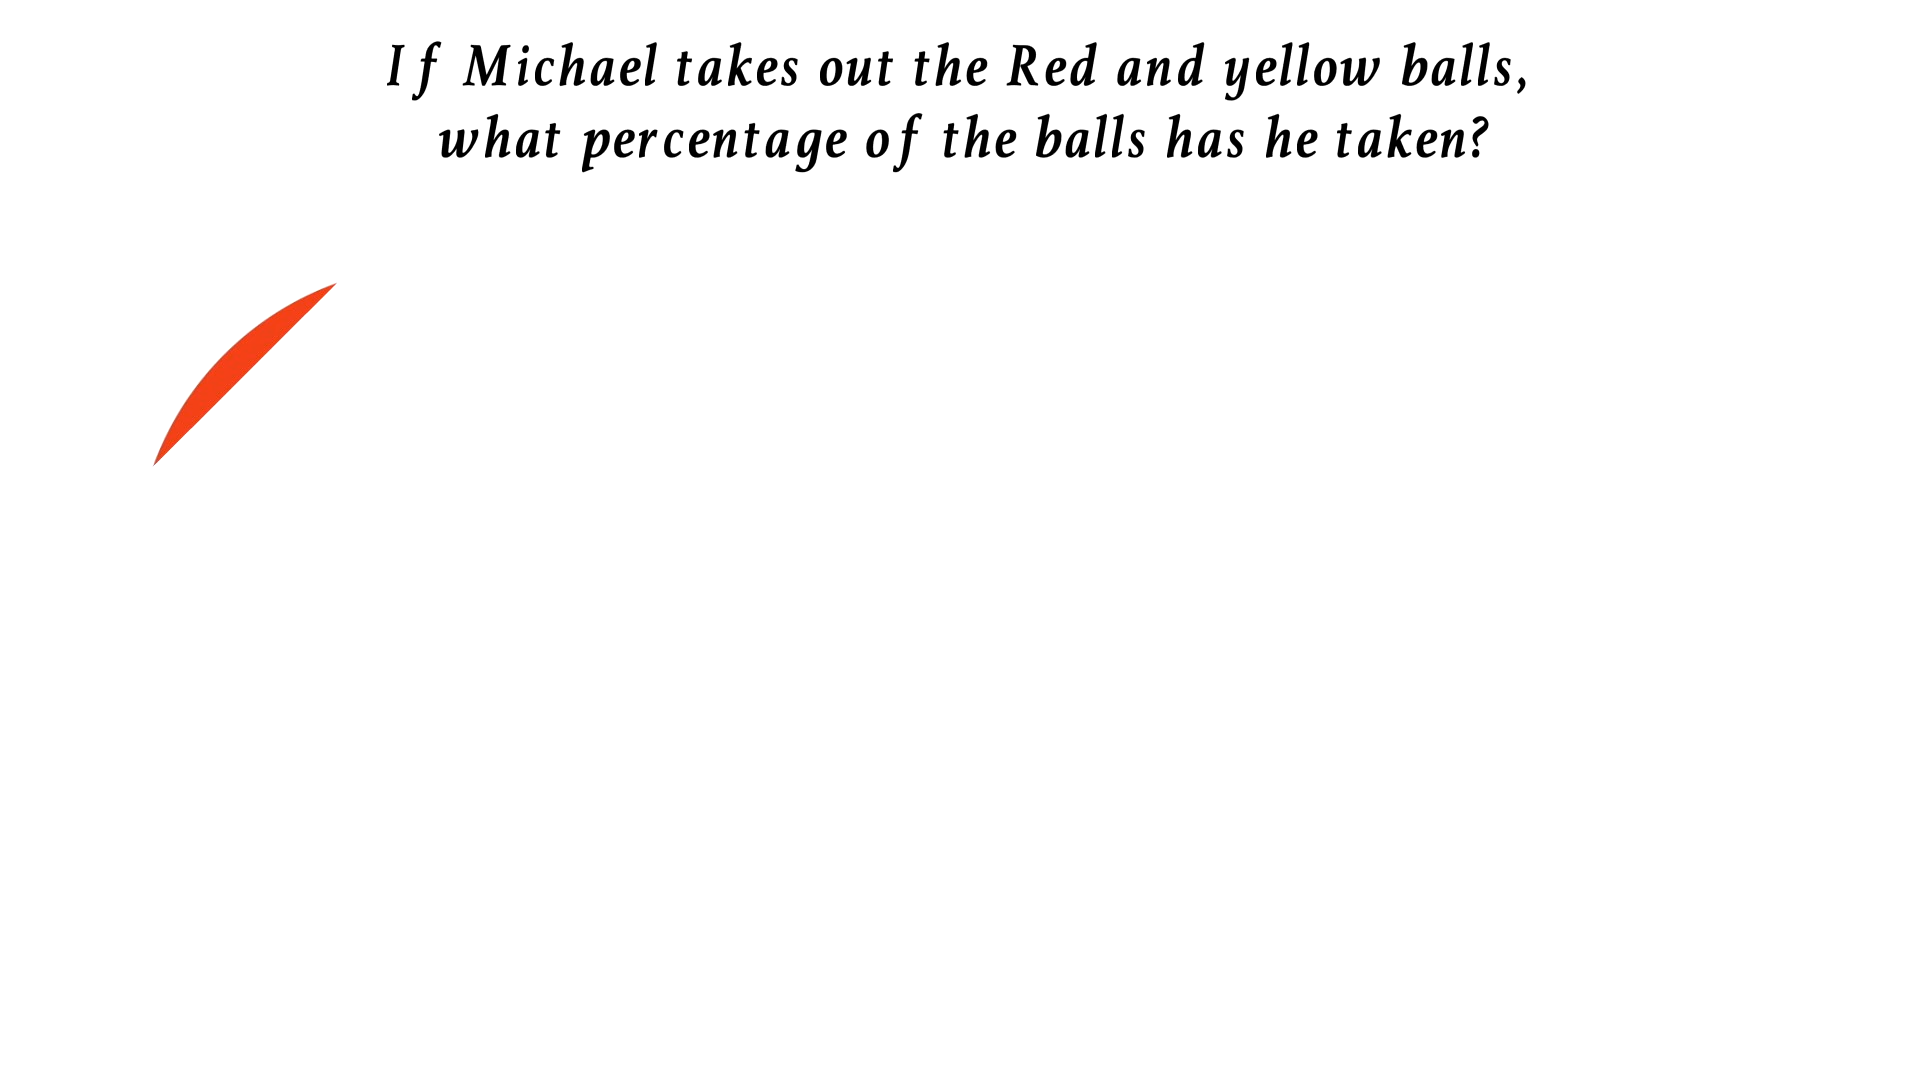 If Michael takes out the Red and yellow balls,
what percentage of the balls has he taken?